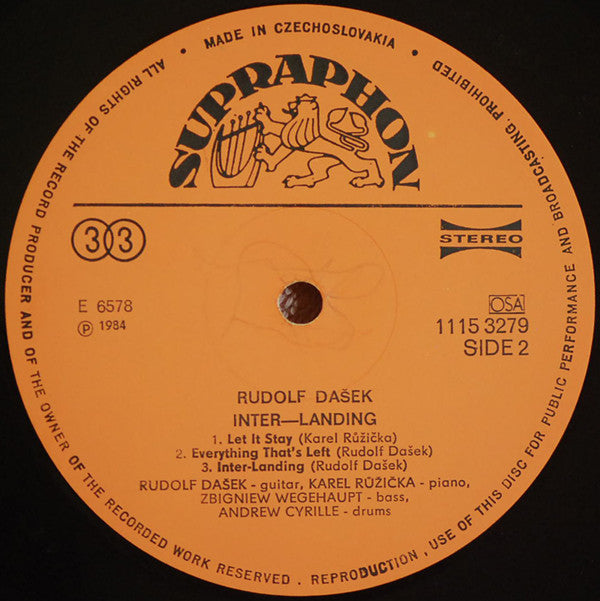 ALL RIGHTS OF THE RECORD PRODUCER AND OF THE OWNER OF THE RECORDED WORK RESERVED . REPRODUCTION , USE OF THIS DISC FOR PUBLIC PERFORMANCE AND BROADCASTING, PROHIBITED
• MADE IN CZECHOSLOVAKIA •
SUPRAPHON
33
STEREO
E 6578
℗ 1984
OSA
1115 3279
SIDE 2
RUDOLF DAŠEK
INTER—LANDING
1. Let It Stay (Karel Růžička)
2. Everything That's Left (Rudolf Dašek)
3. Inter-Landing (Rudolf Dašek)
RUDOLF DAŠEK - guitar, KAREL RŮŽIČKA - piano,
ZBIGNIEW WEGEHAUPT - bass,
ANDREW CYRILLE - drums